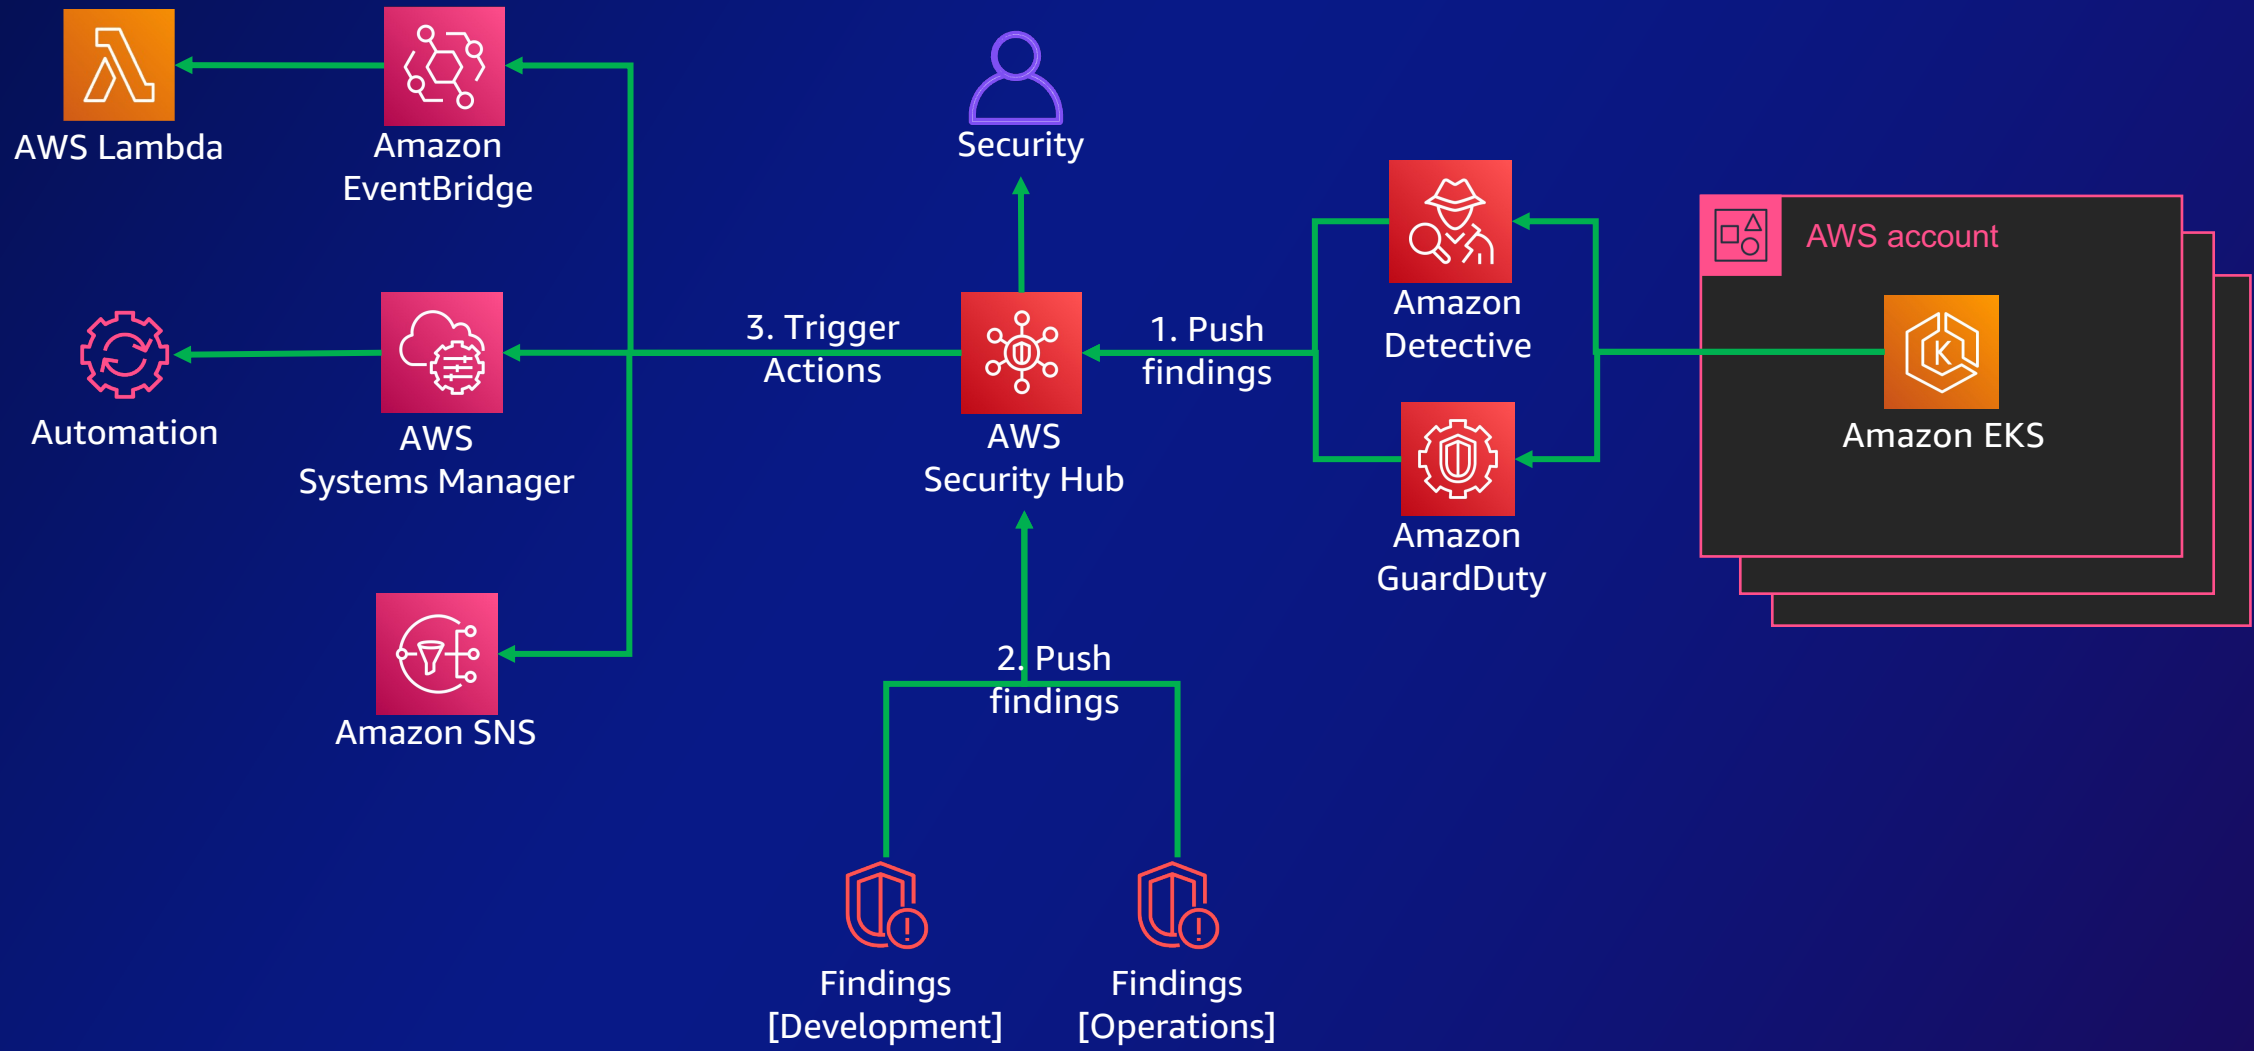 AWS Lambda
Amazon
EventBridge
Security
Automation
AWS
Systems Manager
Amazon SNS
3. Trigger
Actions
AWS
Security Hub
1. Push
findings
Amazon
Detective
Amazon
GuardDuty
AWS account
K
Amazon EKS
2. Push
findings
Findings
[Development]
Findings
[Operations]